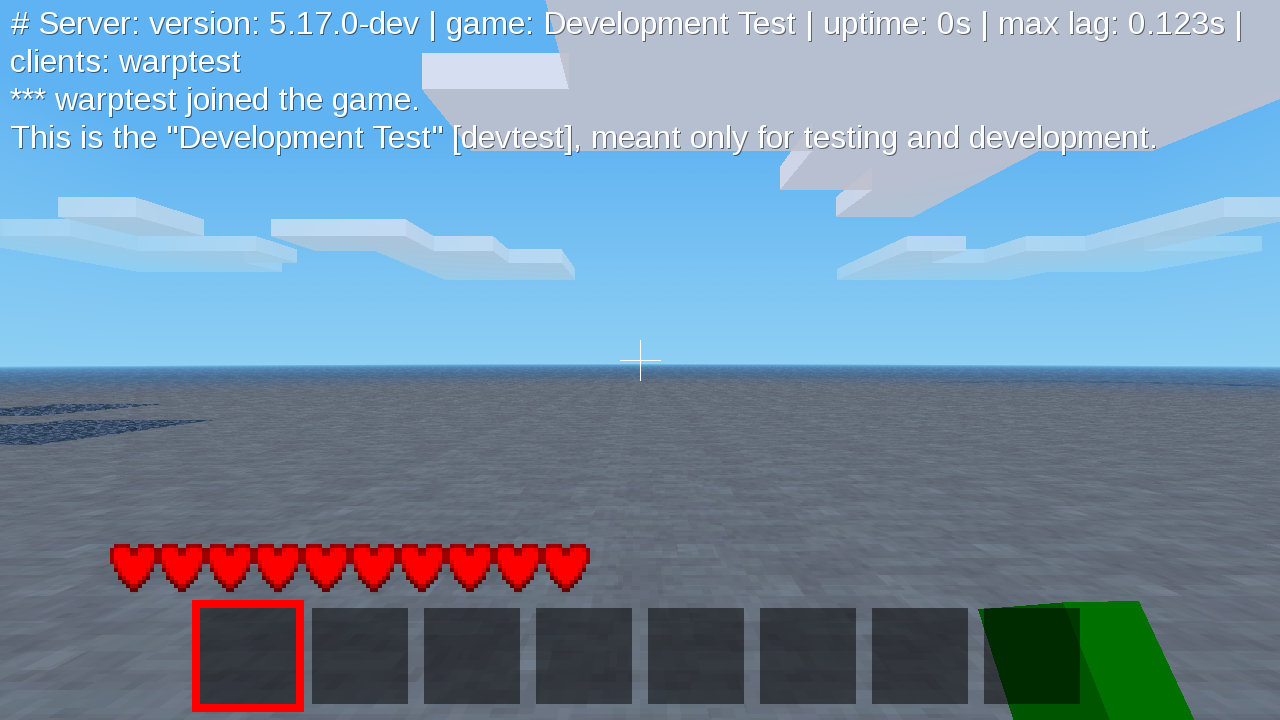 # Server: version: 5.17.0-dev | game: Development Test | uptime: 0s | max lag: 0.123s |
clients: warptest
*** warptest joined the game.
This is the "Development Test" [devtest], meant only for testing and development.